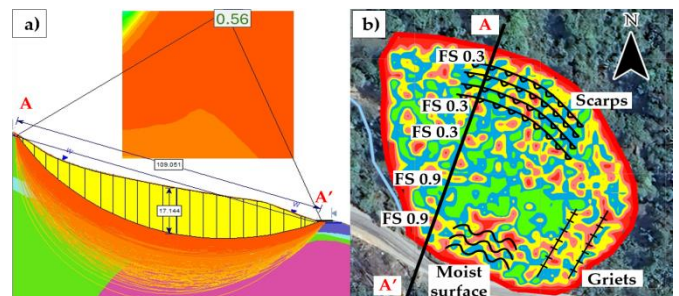 a)
0.56
A
109.051
w
17.144
w
A'
b)
N
A
FS 0.3
Scarps
FS 0.3
FS 0.3
FS 0.9
FS 0.9
Moist
surface
Griets
A'